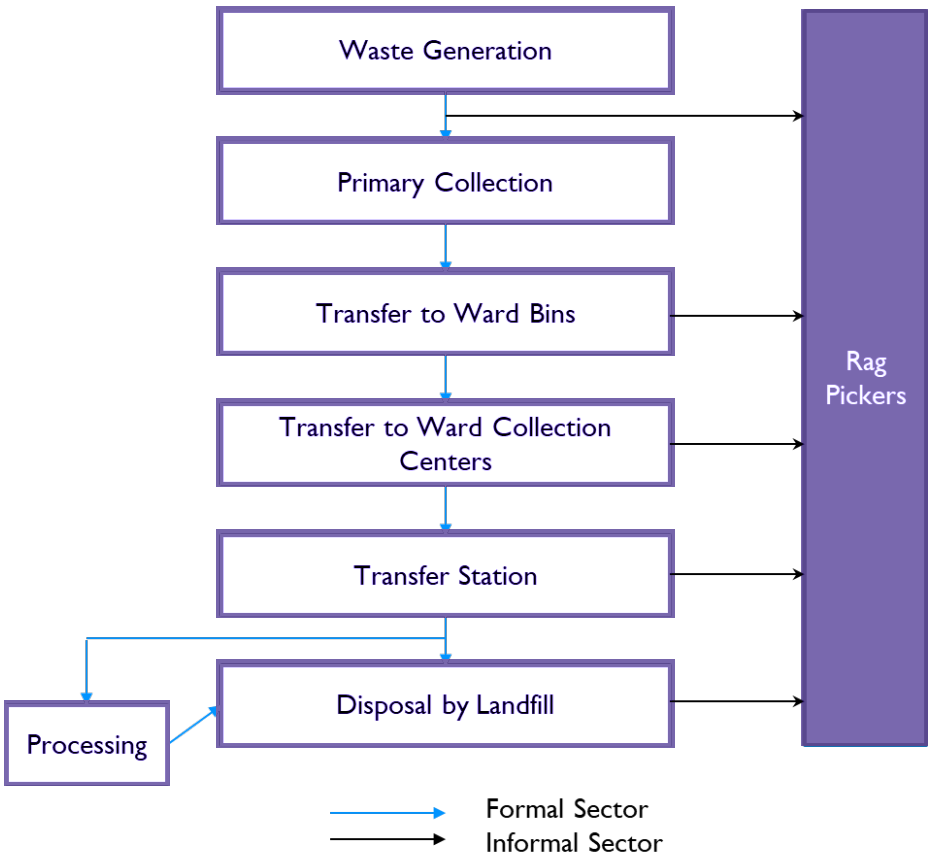 Waste Generation
Primary Collection
Transfer to Ward Bins
Rag
Pickers
Transfer to Ward Collection
Centers
Transfer Station
Disposal by Landfill
Processing
Formal Sector
Informal Sector